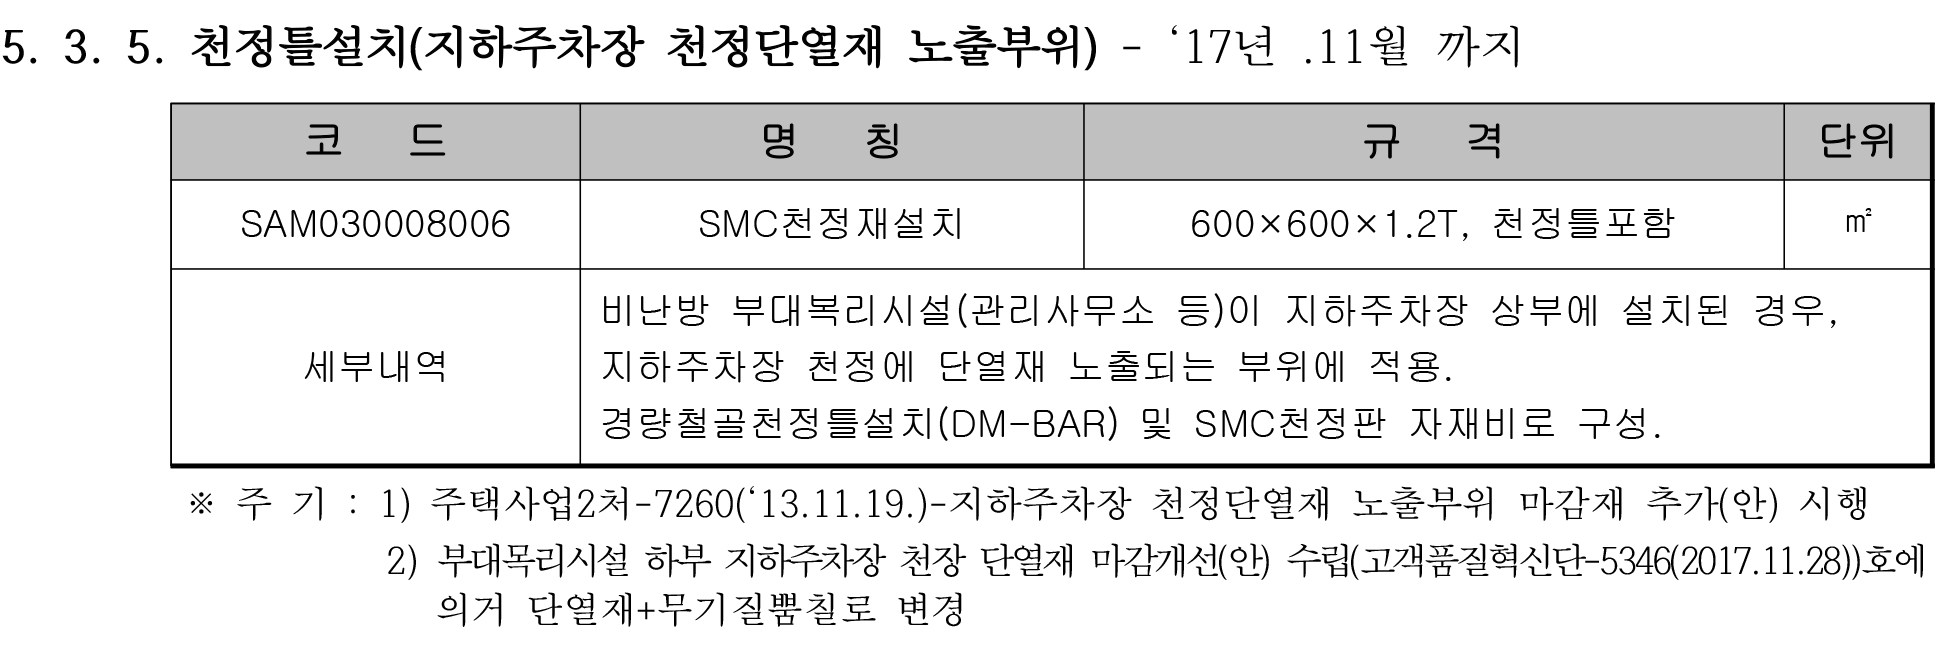 5. 3. 5. 천정틀설치(지하주차장 천정단열재 노출부위) - ‘17년 .11월 까지
코 드 명 칭 규 격 단위
SAM030008006 SMC천정재설치 600×600×1.2T, 천정틀포함 ㎡
비난방 부대복리시설(관리사무소 등)이 지하주차장 상부에 설치된 경우,
세부내역 지하주차장 천정에 단열재 노출되는 부위에 적용.
경량철골천정틀설치(DM-BAR) 및 SMC천정판 자재비로 구성.
※ 주 기 : 1) 주택사업2처-7260(‘13.11.19.)-지하주차장 천정단열재 노출부위 마감재 추가(안) 시행
2) 부대목리시설 하부 지하주차장 천장 단열재 마감개선(안) 수립(고객품질혁신단-5346(2017.11.28))호에
의거 단열재+무기질뿜칠로 변경